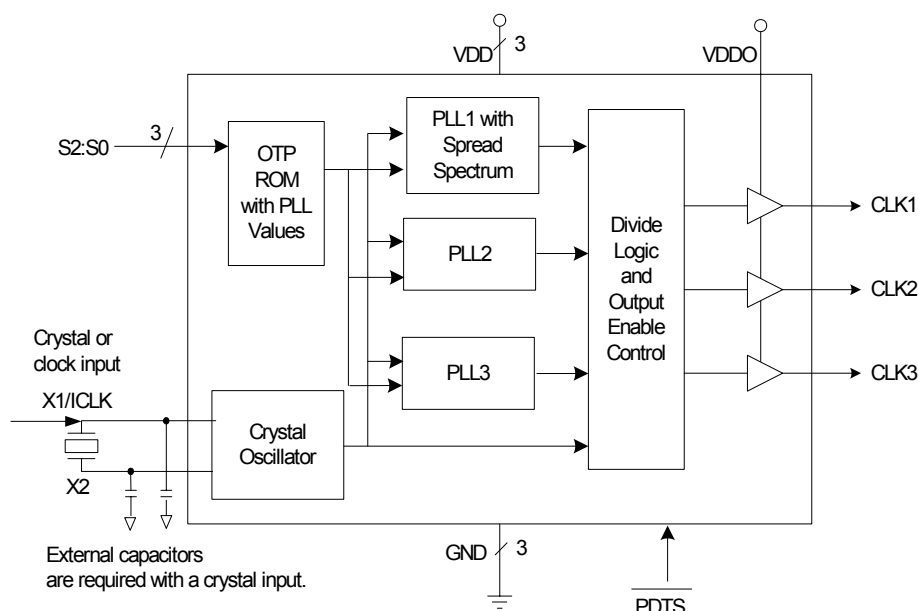 VDD
3
VDDO
S2:S0
3
OTP
ROM
with PLL
Values
PLL1 with
Spread
Spectrum
PLL2
PLL3
Divide
Logic
and
Output
Enable
Control
CLK1
CLK2
CLK3
Crystal or
clock input
X1/ICLK
X2
Crystal
Oscillator
External capacitors
are required with a crystal input.
GND
3
PDTS